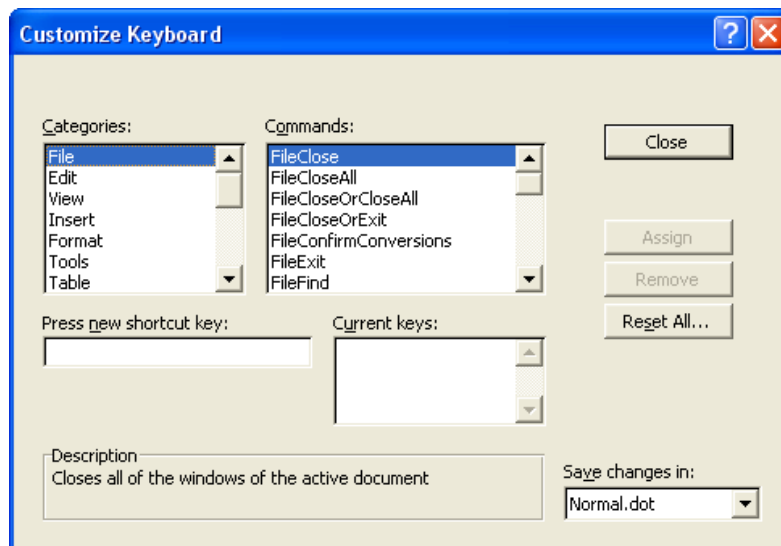 Customize Keyboard
Categories:
Commands:
File
Edit
View
Insert
Format
Tools
Table
FileClose
FileCloseAll
FileCloseOrCloseAll
FileCloseOrExit
FileConfirmConversions
FileExit
FileFind
Close
Assign
Remove
Reset All...
Press new shortcut key:
Current keys:
Description
Closes all of the windows of the active document
Save changes in:
Normal.dot